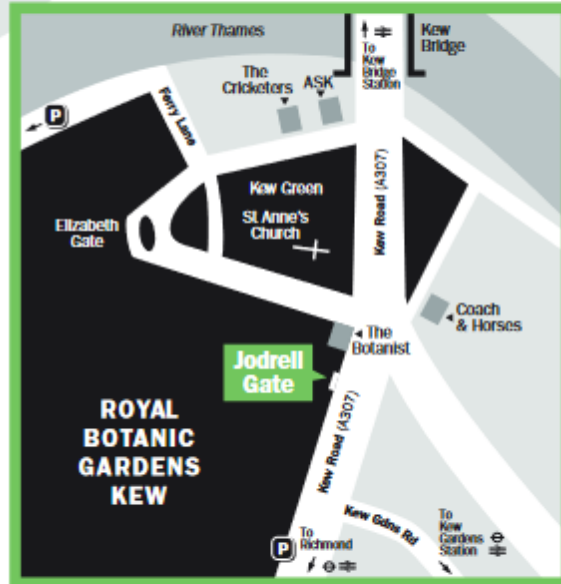 River Thames
Kew
Bridge
To
Kew
Bridge
Station
The
Cricketers
ASK
P
Ferry Lane
Kew Green
St. Anne's
Church
Kew Road (A307)
Elizabeth
Gate
Coach
& Horses
The
Botanist
Jodrell
Gate
ROYAL
BOTANIC
GARDENS
KEW
Kew Road (A307)
Kew Gdns Rd
To
Kew
Gardens
Station
To
Richmond
P